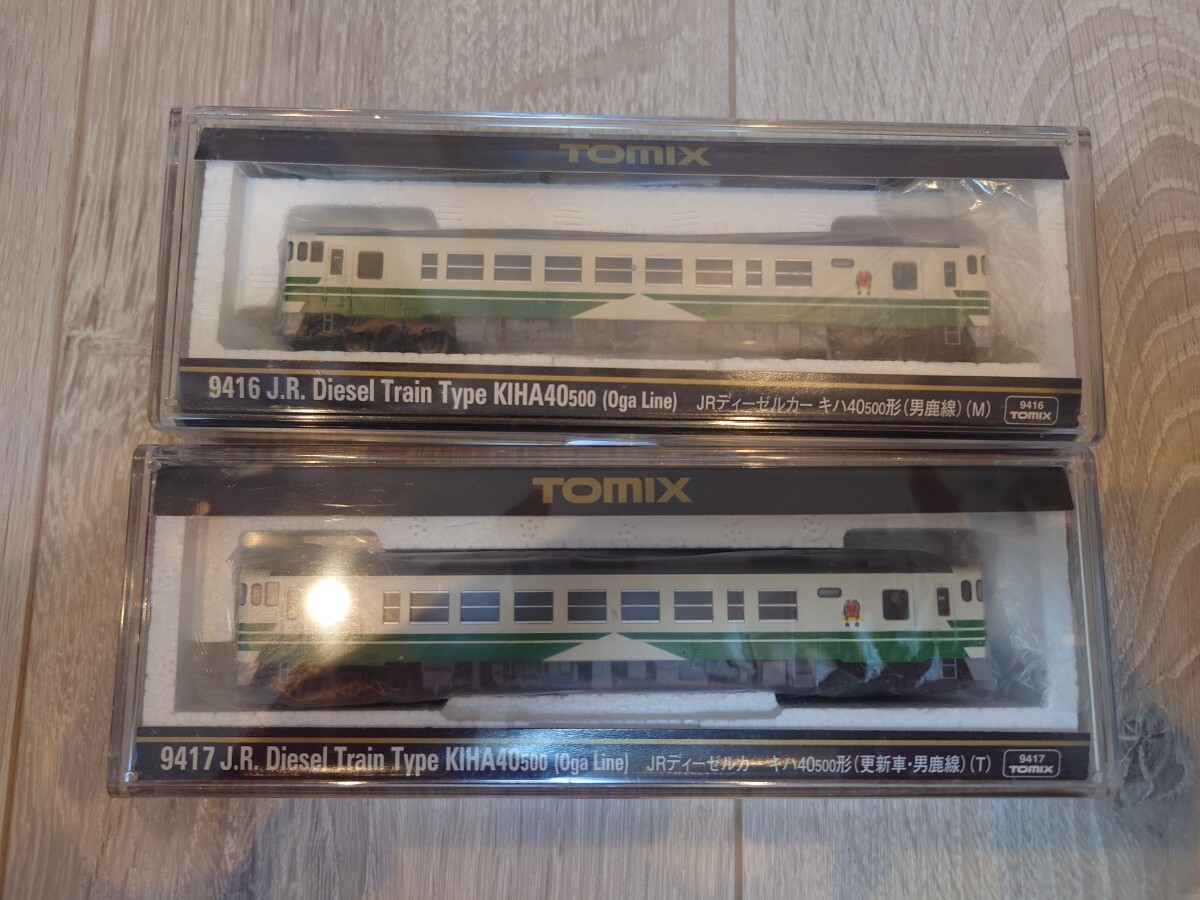 TOMIX
9416 J.R. Diesel Train Type KIHA40500 (Oga Line) JRディーゼルカー キハ40500形(男鹿線)(M) 9416
TOMIX
TOMIX
9417 J.R. Diesel Train Type KIHA40500 (Oga Line) JRディーゼルカー キハ40500形(更新車・男鹿線)(T) 9417
TOMIX